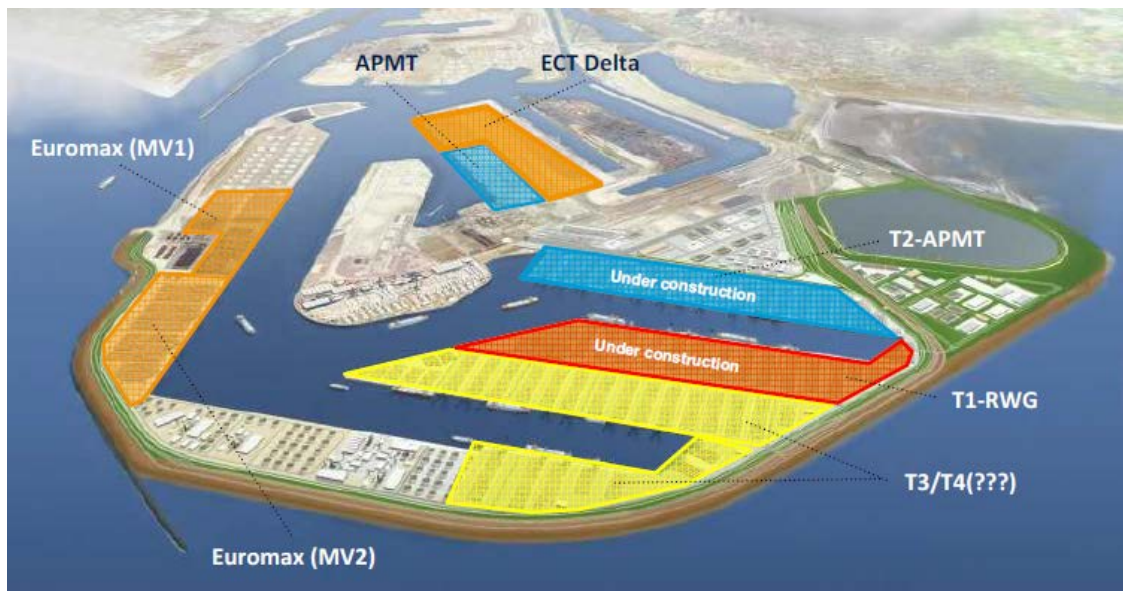 APMT
ECT Delta
Euromax (MV1)
T2-APMT
Under construction
Under construction
T1-RWG
T3/T4(???)
Euromax (MV2)